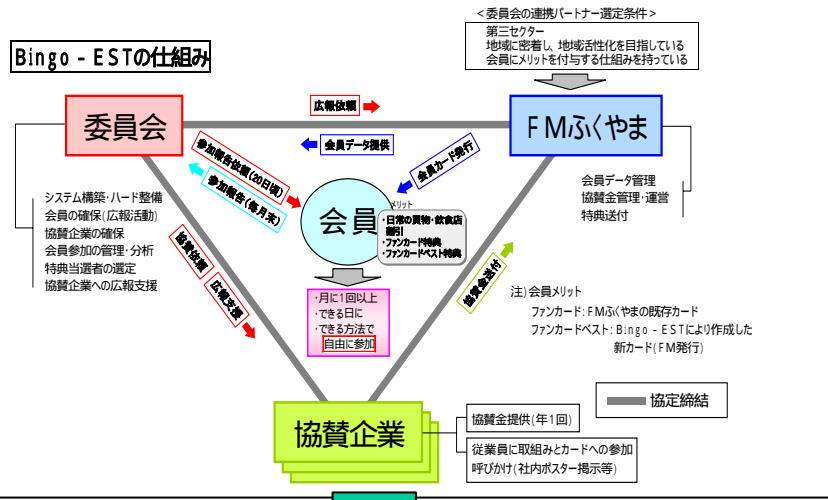 ＜委員会の連携パートナー選定条件＞
第三セクター
地域に密着し、地域活性化を目指している
会員にメリットを付与する仕組みを持っている
Bingo－ESTの仕組み
広報依頼
委員会
FMふくやま
会員データ提供
会員カード発行
参加報告依頼(20日頃)
参加報告(毎月末)
会員
メリット
・日常の買物・飲食店
割引
・ファンカード特典
・ファンカードベスト特典
会員データ管理
協賛金管理・運営
特典送付
システム構築・ハード整備
会員の確保(広報活動)
協賛企業の確保
会員参加の管理・分析
特典当選者の選定
協賛企業への広報支援
協賛依頼
広報支援
協賛金送付
・月に1回以上
・できる日に
・できる方法で
自由に参加
注)会員メリット
ファンカード：FMふくやまの既存カード
ファンカードベスト：Bingo－ESTにより作成した
新カード(FM発行)
協定締結
協賛企業
協賛金提供(年1回)
従業員に取組みとカードへの参加
呼びかけ(社内ポスター掲示等)